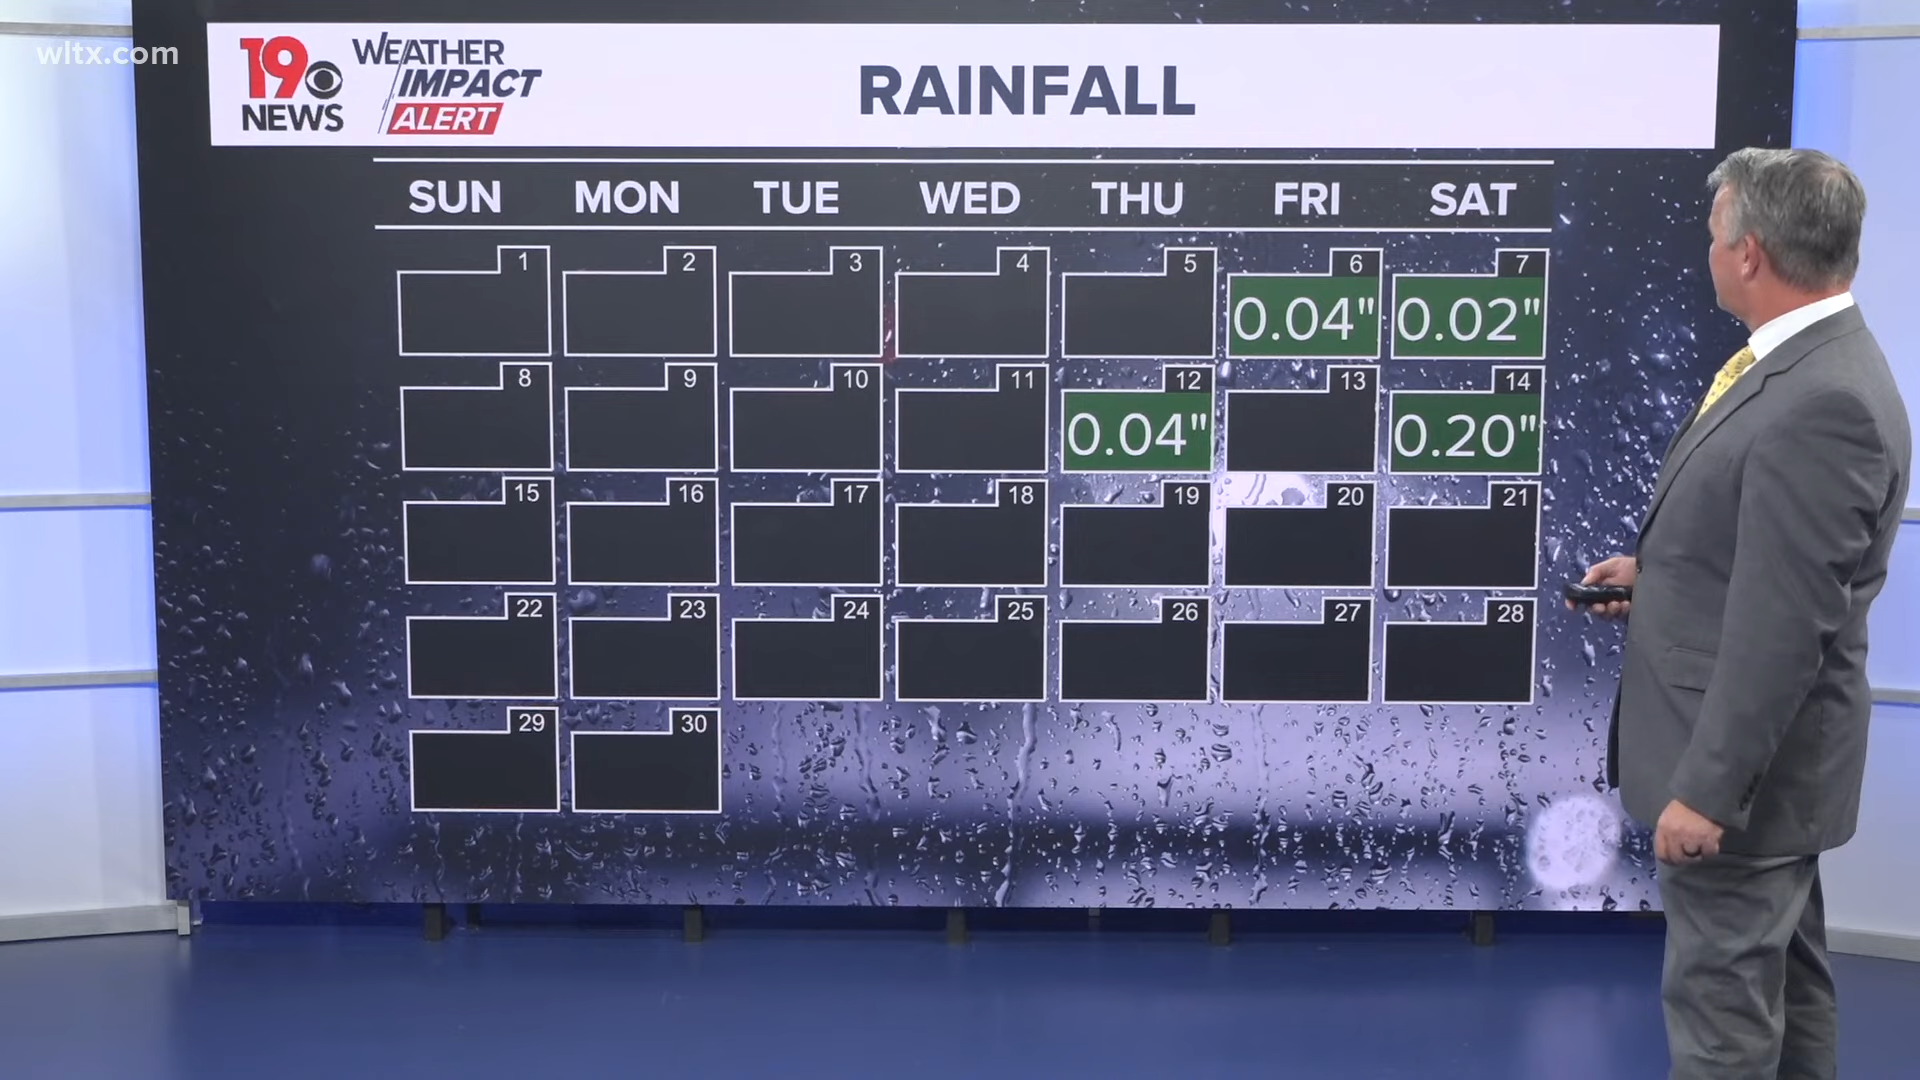 wltx.com
19 NEWS
WEATHER IMPACT ALERT
RAINFALL
SUN MON TUE WED THU FRI SAT
1 2 3 4 5 6 7
0.04" 0.02"
8 9 10 11 12 13 14
0.04" 0.20"
15 16 17 18 19 20 21
22 23 24 25 26 27 28
29 30